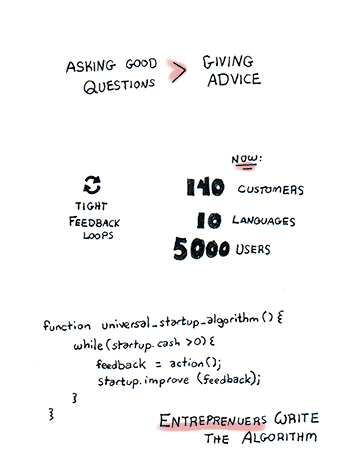 ASKING GOOD QUESTIONS > GIVING ADVICE
TIGHT
FEEDBACK
LOOPS
NOW:
140 CUSTOMERS
10 LANGUAGES
5000 USERS
function universal_startup_algorithm() {
while(startup.cash >0){
feedback = action();
startup.improve (feedback);
}
}
ENTREPRENUERS WRITE
THE ALGORITHM